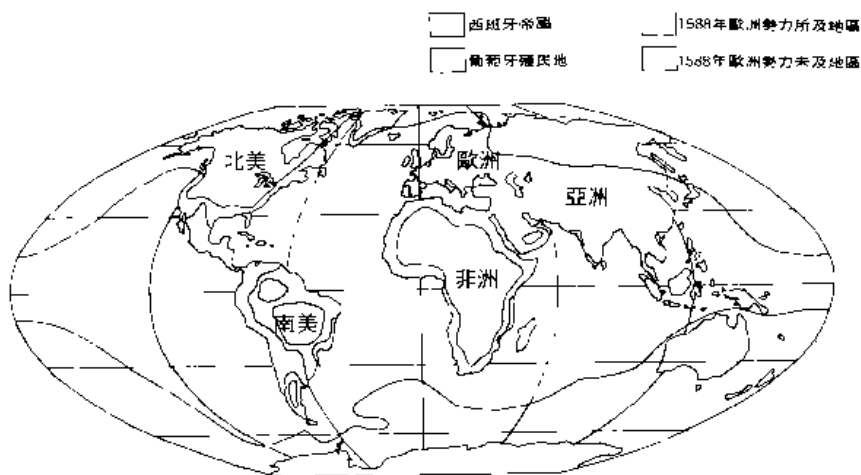 西班牙帝國
1588年歐洲勢力所及地區
葡萄牙殖民地
1588年歐洲勢力未及地區
北美
歐洲
亞洲
非洲
南美